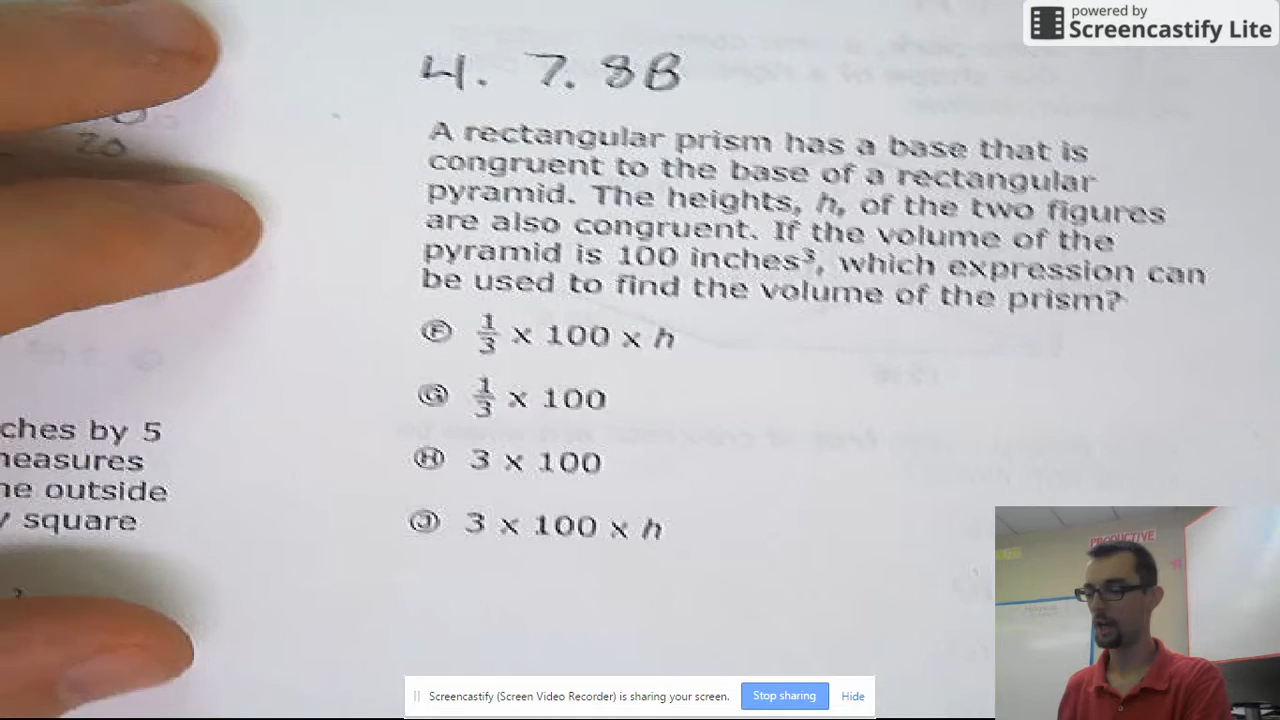 powered by
Screencastify Lite
4. 7.8B
20
A rectangular prism has a base that is
congruent to the base of a rectangular
pyramid. The heights, h, of the two figures
are also congruent. If the volume of the
pyramid is 100 inches³, which expression can
be used to find the volume of the prism?
Ⓕ 1/3 x 100 x h
Ⓖ 1/3 x 100
Ⓗ 3 x 100
Ⓙ 3 x 100 x h
ches by 5
measures
he outside
square
PRODUCTIVE
Screencastify (Screen Video Recorder) is sharing your screen.
Stop sharing
Hide